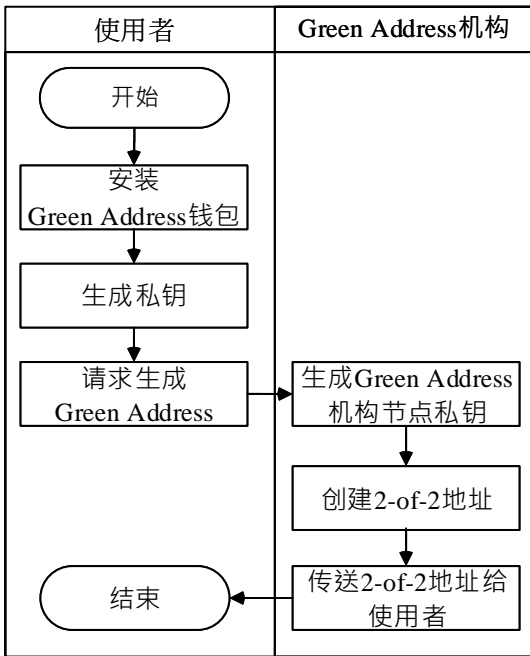 使用者
Green Address机构
开始
安装
Green Address钱包
生成私钥
请求生成
Green Address
生成Green Address
机构节点私钥
创建2-of-2地址
传送2-of-2地址给
使用者
结束